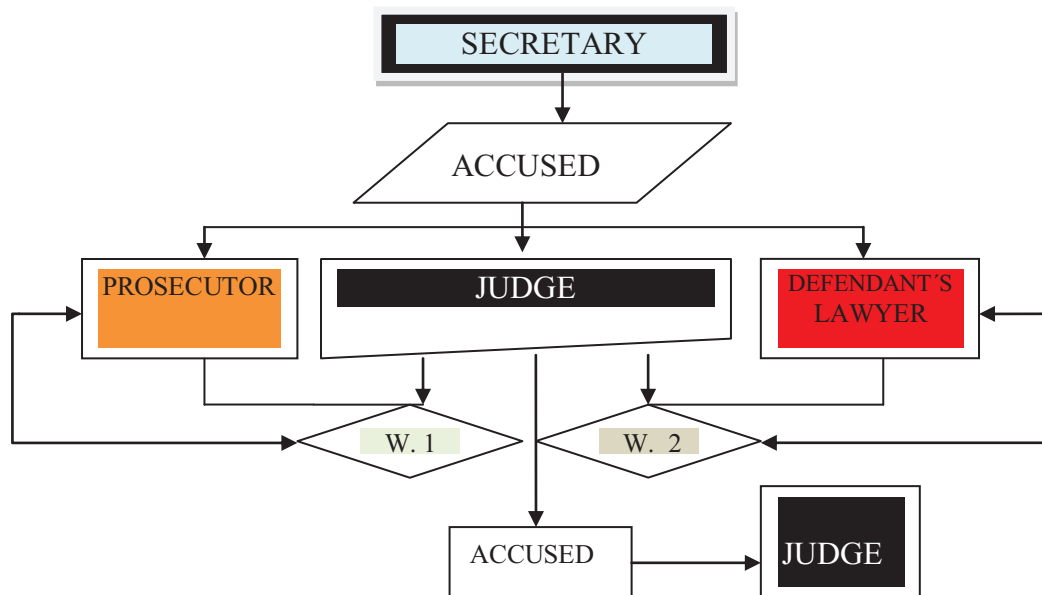 SECRETARY
ACCUSED
PROSECUTOR
JUDGE
DEFENDANT´S
LAWYER
W. 1
W. 2
ACCUSED
JUDGE